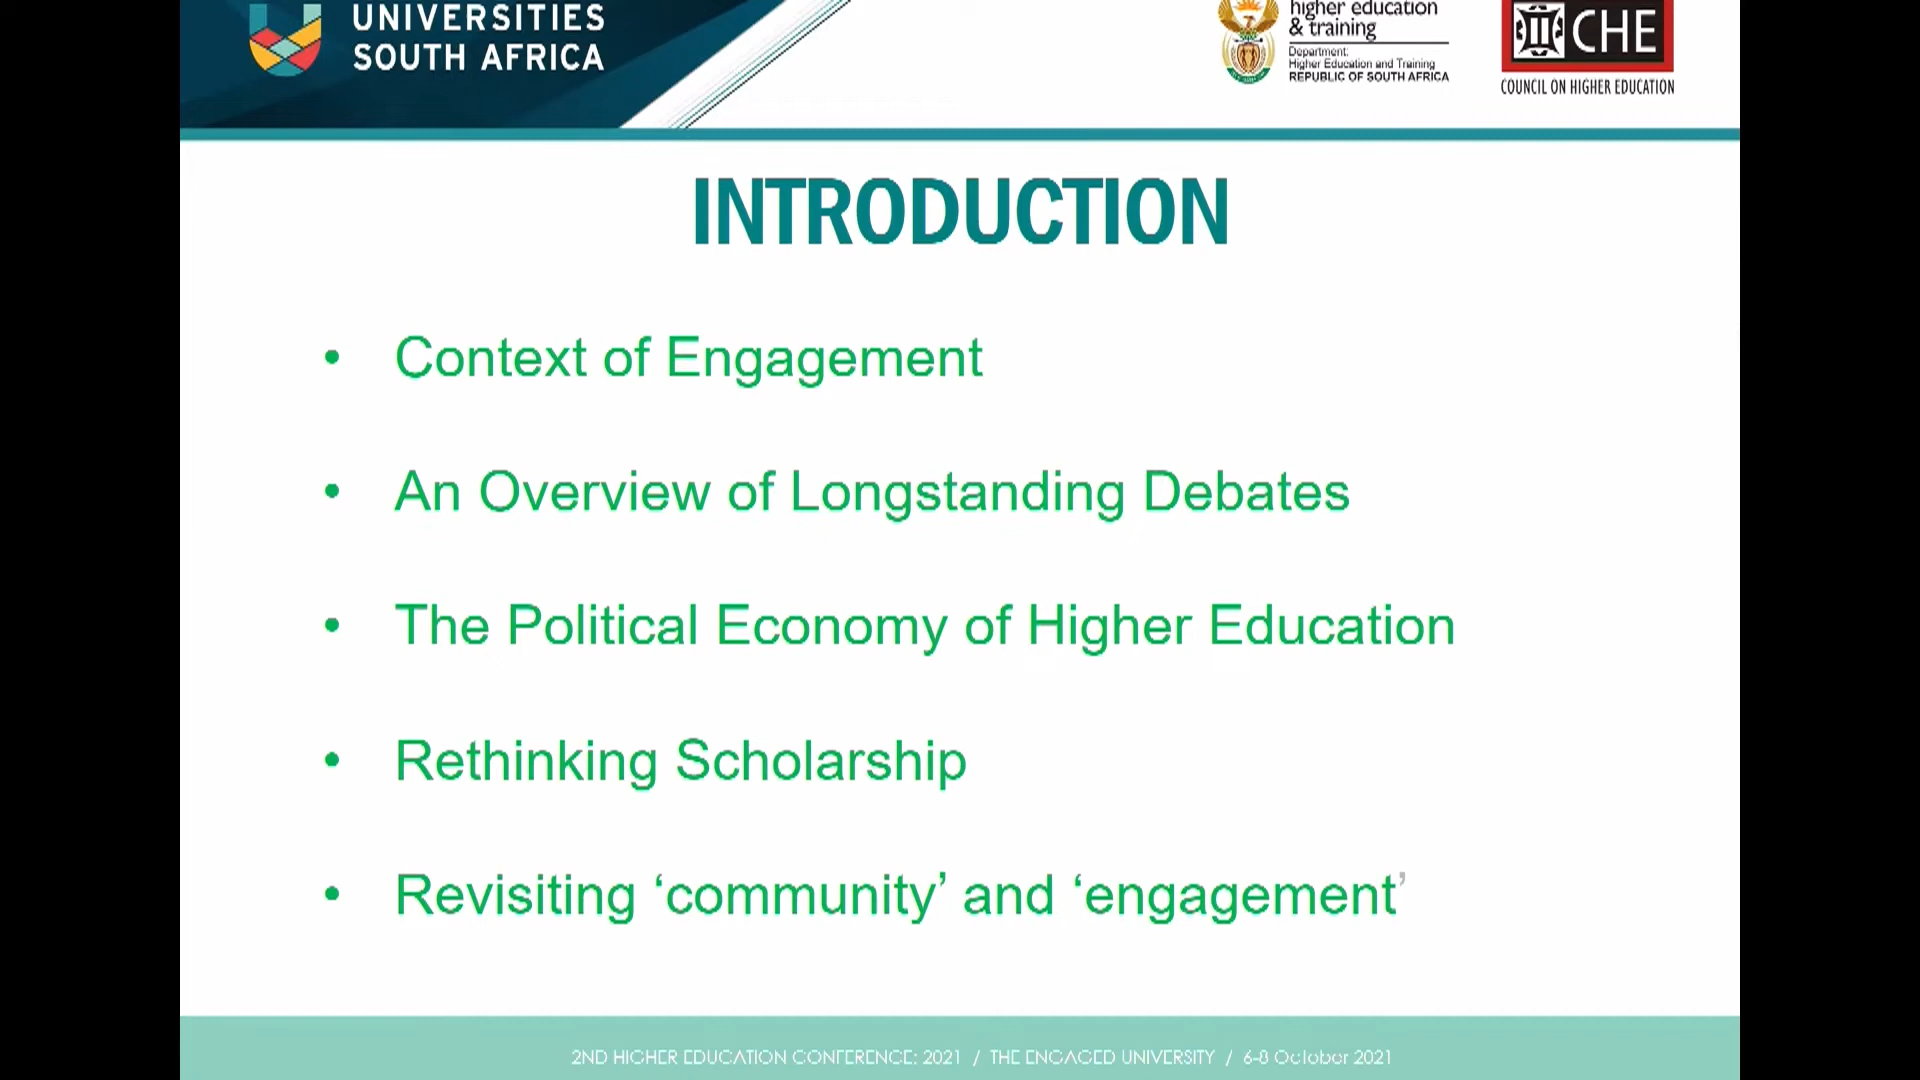 UNIVERSITIES
SOUTH AFRICA
higher education
& training
Department:
Higher Education and Training
REPUBLIC OF SOUTH AFRICA
CHE
COUNCIL ON HIGHER EDUCATION
INTRODUCTION
• Context of Engagement
• An Overview of Longstanding Debates
• The Political Economy of Higher Education
• Rethinking Scholarship
• Revisiting ‘community’ and ‘engagement’
2ND HIGHER EDUCATION CONFERENCE: 2021 / THE ENGAGED UNIVERSITY / 6-8 October 2021